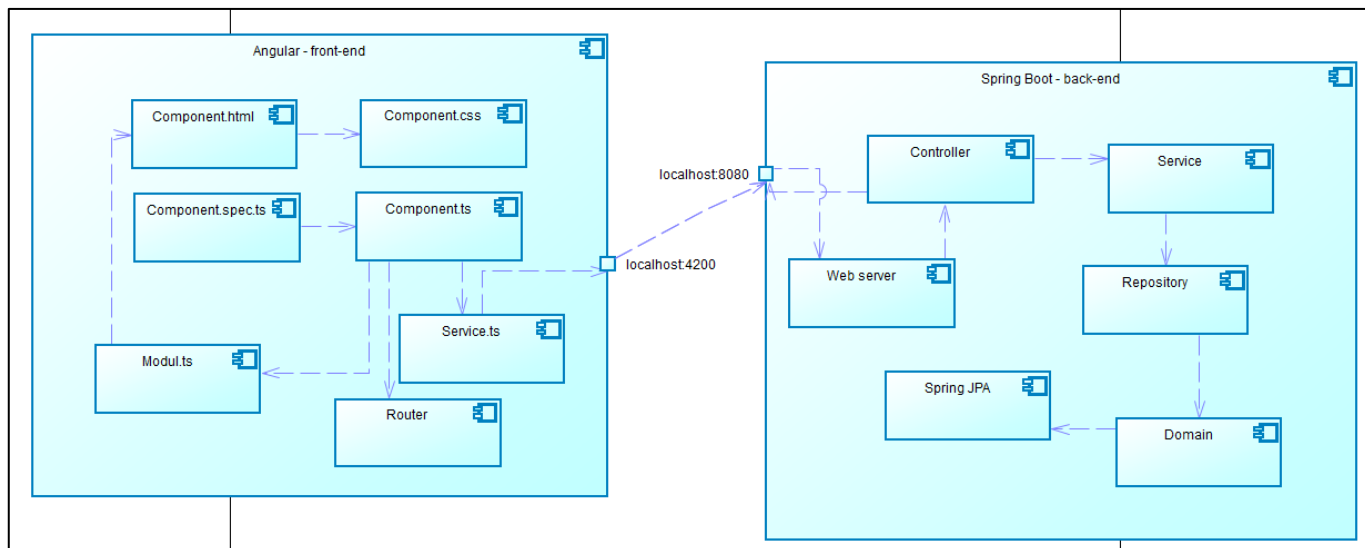 Angular - front-end
Component.html
Component.css
Component.spec.ts
Component.ts
Service.ts
Modul.ts
Router
localhost:4200
localhost:8080
Spring Boot - back-end
Controller
Service
Web server
Repository
Spring JPA
Domain